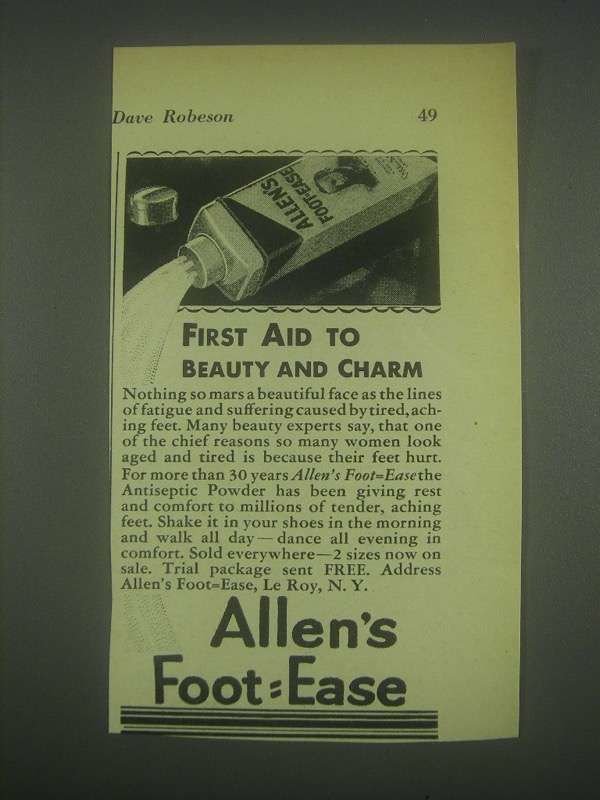 Dave Robeson 49
ALLEN'S
FOOT=EASE
FIRST AID TO
BEAUTY AND CHARM
Nothing so mars a beautiful face as the lines
of fatigue and suffering caused by tired, ach-
ing feet. Many beauty experts say, that one
of the chief reasons so many women look
aged and tired is because their feet hurt.
For more than 30 years Allen's Foot=Ease the
Antiseptic Powder has been giving rest
and comfort to millions of tender, aching
feet. Shake it in your shoes in the morning
and walk all day—dance all evening in
comfort. Sold everywhere—2 sizes now on
sale. Trial package sent FREE. Address
Allen's Foot=Ease, Le Roy, N. Y.
Allen's
Foot=Ease